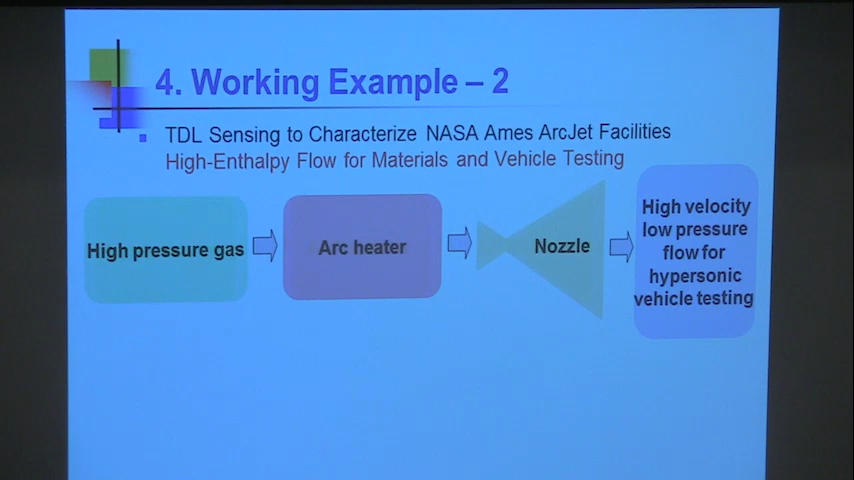 4. Working Example – 2
TDL Sensing to Characterize NASA Ames ArcJet Facilities
High-Enthalpy Flow for Materials and Vehicle Testing
High pressure gas
Arc heater
Nozzle
High velocity
low pressure
flow for
hypersonic
vehicle testing